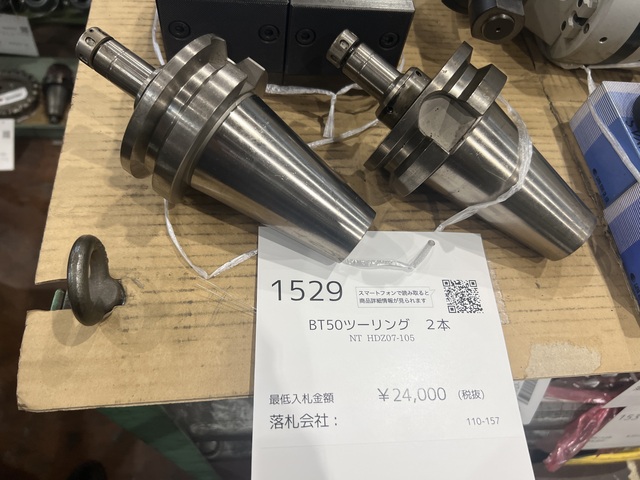 1529
スマートフォンで読み取ると
商品詳細情報が見られます
BT50ツーリング 2本
NT HDZ07-105
最低入札金額 ￥24,000 (税抜)
落札会社：
110-157